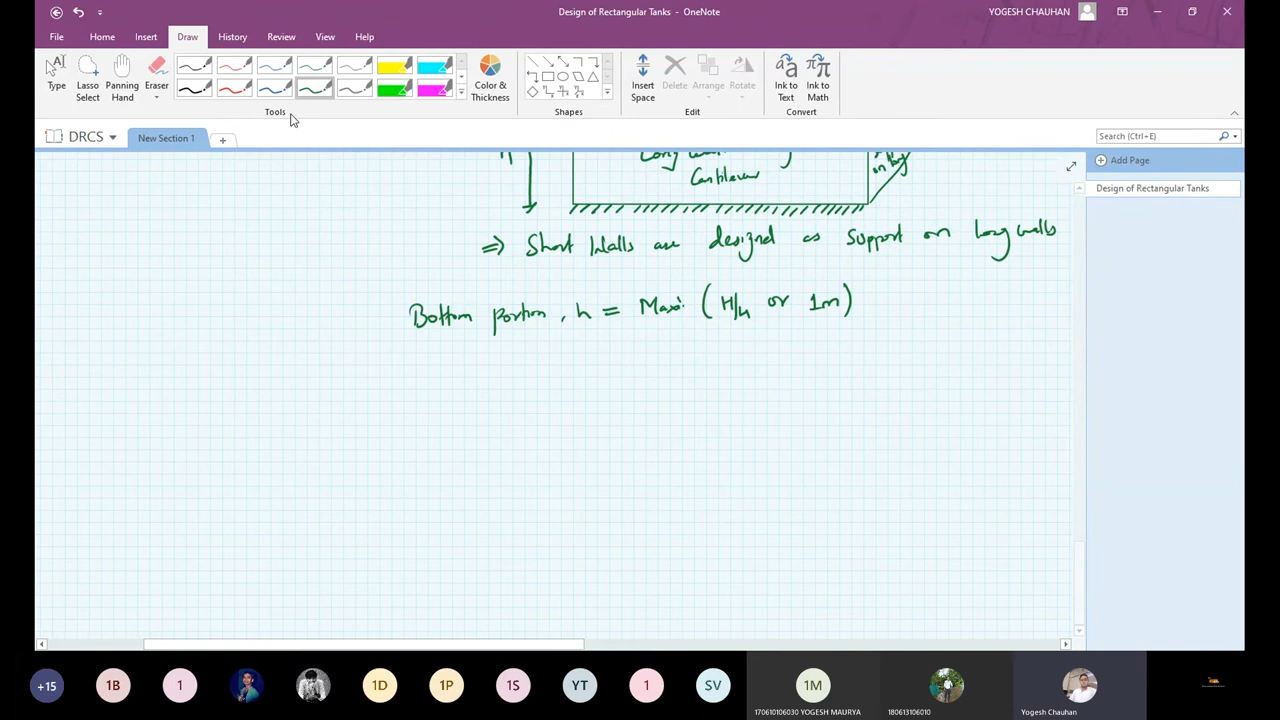 Design of Rectangular Tanks - OneNote
YOGESH CHAUHAN
File Home Insert Draw History Review View Help
Type
Lasso Select
Panning Hand
Eraser
Color & Thickness
Insert Space
Delete
Arrange
Rotate
Ink to Text
Ink to Math
Tools
Shapes
Edit
Convert
DRCS
New Section 1
Search (Ctrl+E)
Add Page
Design of Rectangular Tanks
Cantilever
⇒ Short Walls are designed as support on Long walls
Bottom portion, h = Max: (H/4 or 1m)
+15
1B
1
1D
1P
1S
YT
1
SV
1M
170610106030 YOGESH MAURYA
180613106010
Yogesh Chauhan